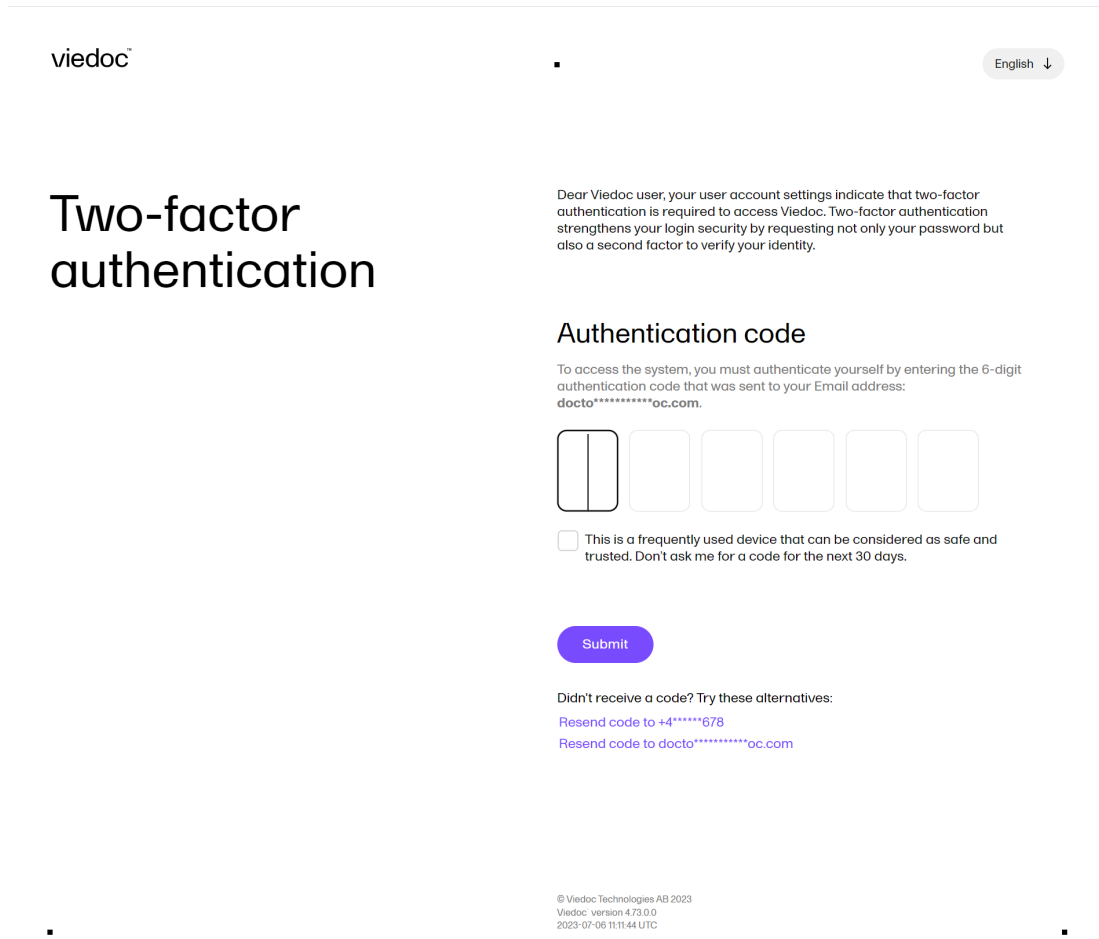 viedoc™
English ↓
Two-factor
authentication
Dear Viedoc user, your user account settings indicate that two-factor
authentication is required to access Viedoc. Two-factor authentication
strengthens your login security by requesting not only your password but
also a second factor to verify your identity.
Authentication code
To access the system, you must authenticate yourself by entering the 6-digit
authentication code that was sent to your Email address:
docto***********oc.com.
This is a frequently used device that can be considered as safe and
trusted. Don't ask me for a code for the next 30 days.
Submit
Didn't receive a code? Try these alternatives:
Resend code to +4******678
Resend code to docto***********oc.com
© Viedoc Technologies AB 2023
Viedoc version 4.73.0.0
2023-07-06 11:11:44 UTC